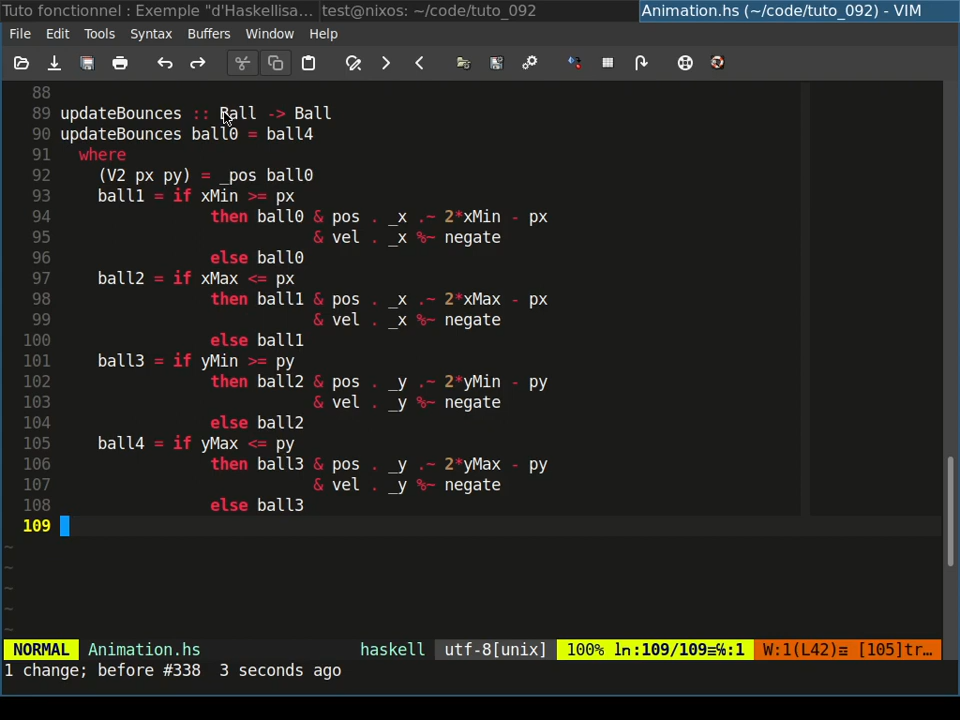 Tuto fonctionnel : Exemple "d'Haskellisa... test@nixos: ~/code/tuto_092 Animation.hs (~/code/tuto_092) - VIM
File Edit Tools Syntax Buffers Window Help
88
89 updateBounces :: Ball -> Ball
90 updateBounces ball0 = ball4
91   where
92     (V2 px py) = _pos ball0
93     ball1 = if xMin >= px
94                 then ball0 & pos . _x .~ 2*xMin - px
95                            & vel . _x %~ negate
96                 else ball0
97     ball2 = if xMax <= px
98                 then ball1 & pos . _x .~ 2*xMax - px
99                            & vel . _x %~ negate
100                 else ball1
101     ball3 = if yMin >= py
102                 then ball2 & pos . _y .~ 2*yMin - py
103                            & vel . _y %~ negate
104                 else ball2
105     ball4 = if yMax <= py
106                 then ball3 & pos . _y .~ 2*yMax - py
107                            & vel . _y %~ negate
108                 else ball3
109
~
~
~
~
~
NORMAL Animation.hs haskell utf-8[unix] 100% ln:109/109≡℅:1 W:1(L42)≡ [105]tr…
1 change; before #338  3 seconds ago